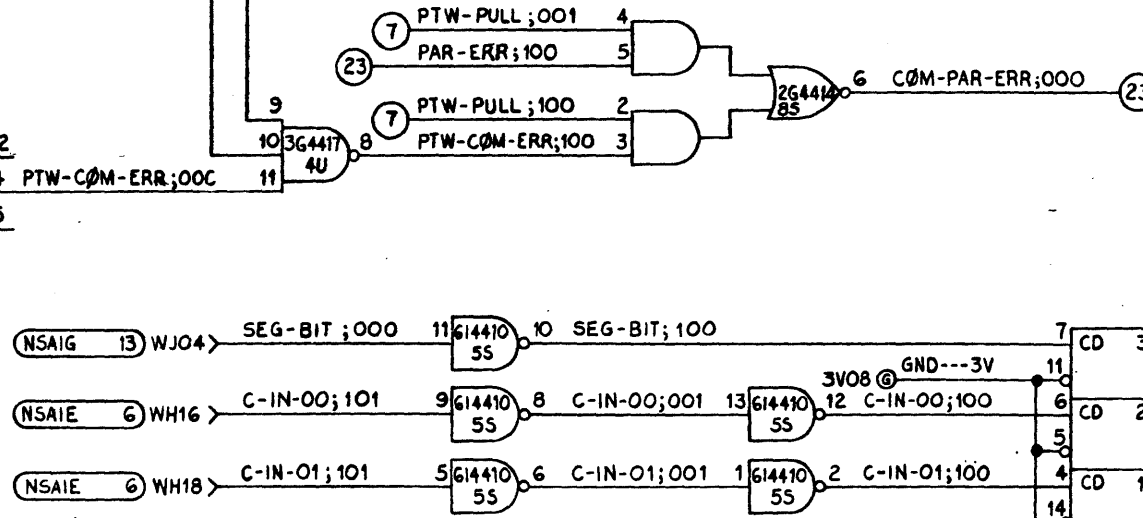 PTW-PULL;001 4
7
PAR-ERR;100 5
23
2G4414 6 CØM-PAR-ERR;000
8S
23
9
PTW-PULL;100 2
7
10 3G4417 8 PTW-CØM-ERR;100 3
4U
2
PTW-CØM-ERR;00C 11
NSAIG 13 WJ04 SEG-BIT ;000 11 614410 10 SEG-BIT;100 7 CD 3
5S
3V08 G GND---3V 11
NSAIE 6 WH16 C-IN-00;101 9 614410 8 C-IN-00;001 13 614410 12 C-IN-00;100 6 CD 2
5S 5S
5
NSAIE 6 WH18 C-IN-01;101 5 614410 6 C-IN-01;001 1 614410 2 C-IN-01;100 4 CD 1
5S 5S
14